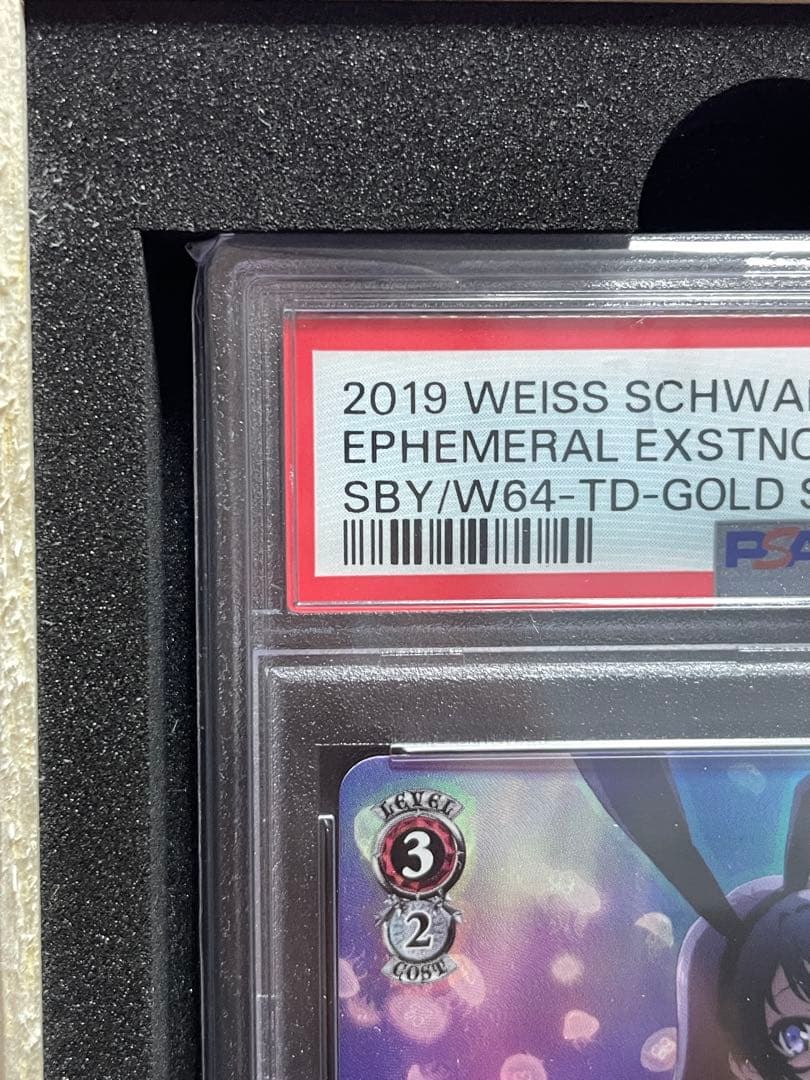 2019 WEISS SCHWA
EPHEMERAL EXSTNC
SBY/W64-TD-GOLD S
PSA
LEVEL
3
2
COST